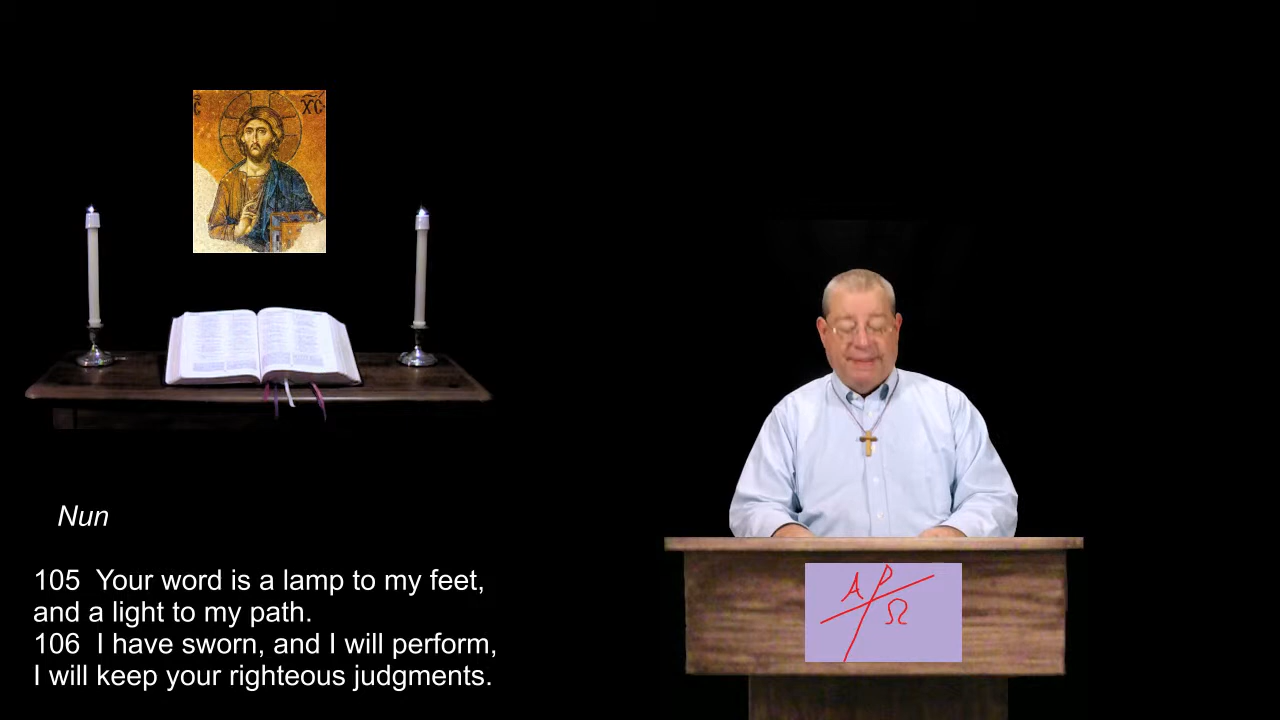 ΧC
Nun
105 Your word is a lamp to my feet,
and a light to my path.
106 I have sworn, and I will perform,
I will keep your righteous judgments.
A P
Ω